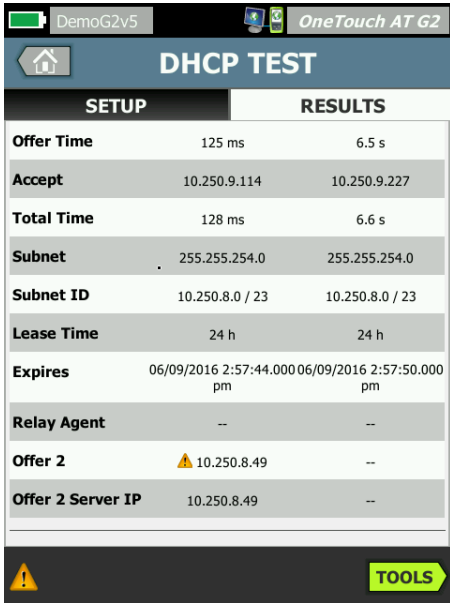 DemoG2v5 OneTouch AT G2
DHCP TEST
SETUP RESULTS
Offer Time 125 ms 6.5 s
Accept 10.250.9.114 10.250.9.227
Total Time 128 ms 6.6 s
Subnet 255.255.254.0 255.255.254.0
Subnet ID 10.250.8.0 / 23 10.250.8.0 / 23
Lease Time 24 h 24 h
Expires 06/09/2016 2:57:44.000 06/09/2016 2:57:50.000
pm pm
Relay Agent -- --
Offer 2 10.250.8.49 --
Offer 2 Server IP 10.250.8.49 --
TOOLS